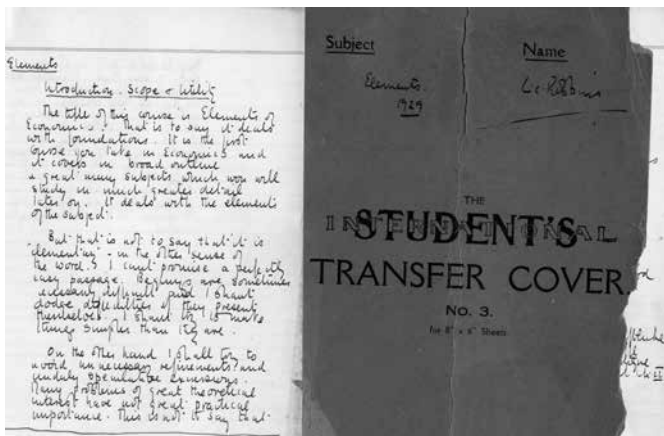 Elements
Introduction. Scope & Utility
The title of this course is Elements of
Economics. That is to say it deals
with foundations. It is the first
course you take in Economics and
it covers in broad outline
a great many subjects which you will
study in much greater detail
later on. It deals with the elements
of the subject.
But that is not to say that it is
elementary - in the other sense of
the word. I can't promise a perfectly
easy passage. Beginnings are sometimes
necessarily difficult and I shan't
dodge difficulties if they present
themselves. I shan't try to make
things simpler than they are.
On the other hand I shall try to
avoid unnecessary refinements and
unduly speculative excursions.
Many problems of great theoretical
interest have not great practical
importance. This is not to say that
Subject
Name
Elements.
1929
L. C. Robbins
THE
INTERNATIONAL
STUDENT'S
TRANSFER COVER.
No. 3.
for 8" x 6" Sheets